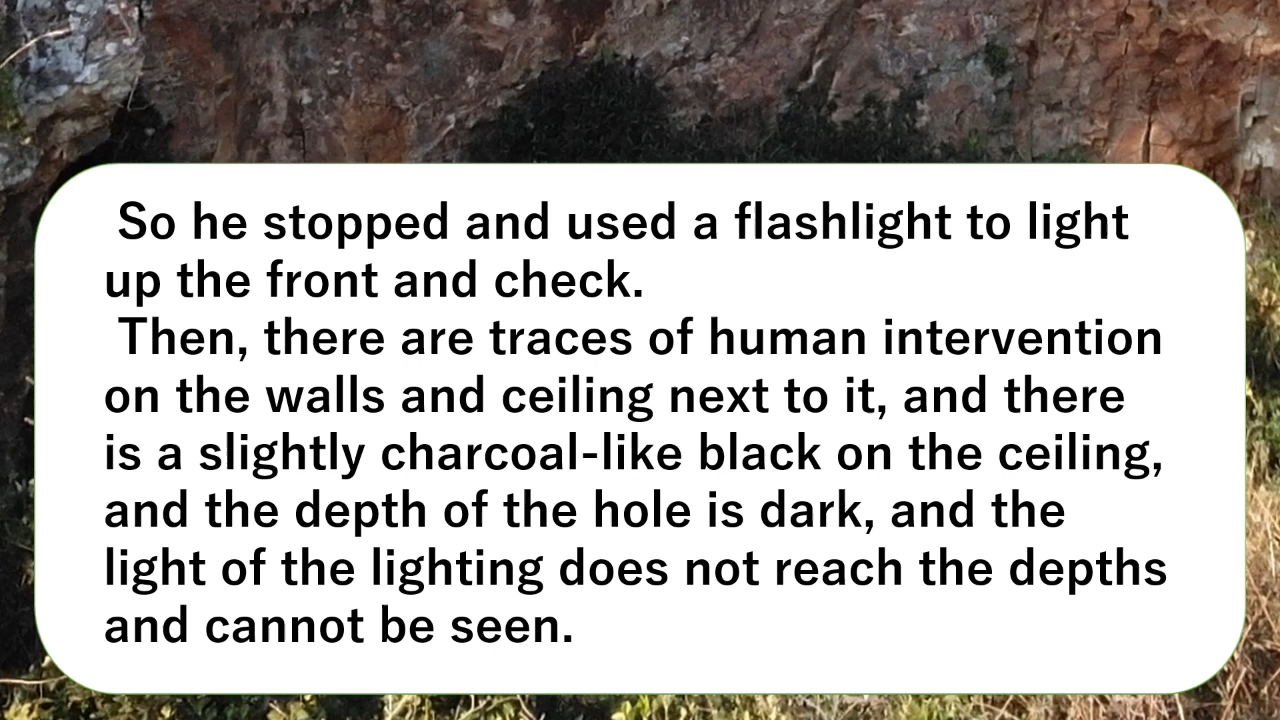 So he stopped and used a flashlight to light
up the front and check.
Then, there are traces of human intervention
on the walls and ceiling next to it, and there
is a slightly charcoal-like black on the ceiling,
and the depth of the hole is dark, and the
light of the lighting does not reach the depths
and cannot be seen.